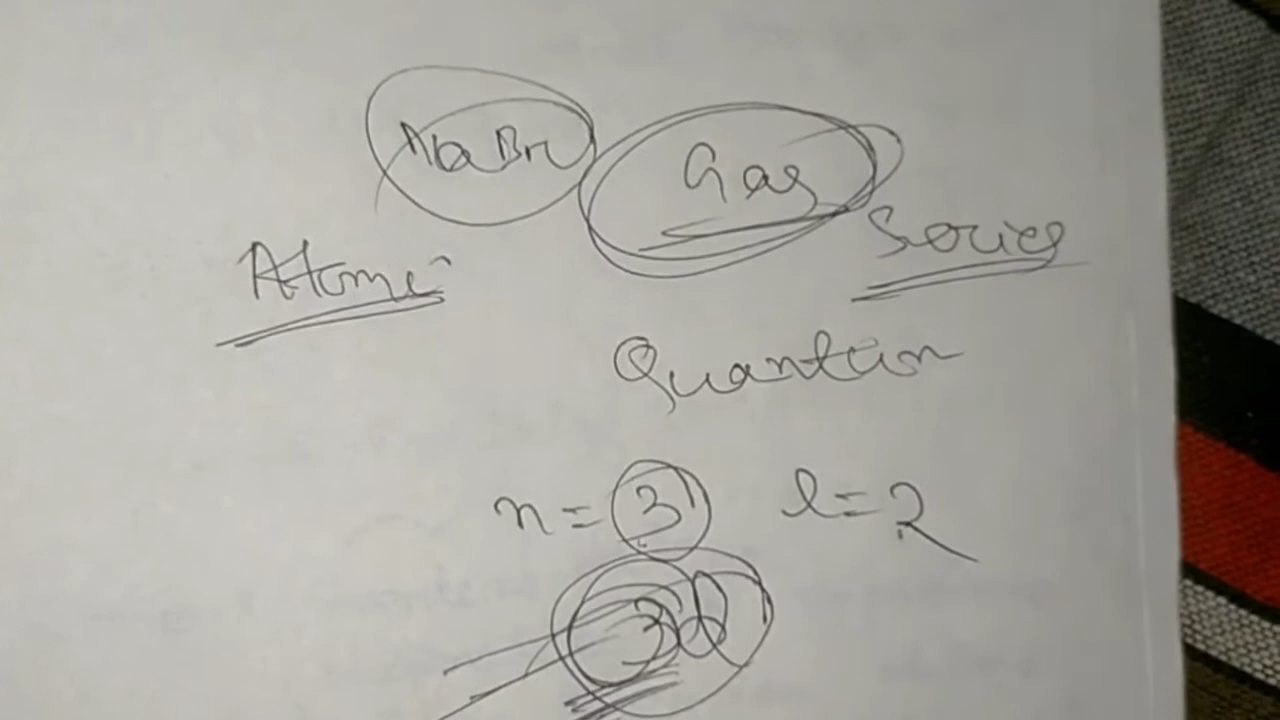 NaBr Gas
Atomic Series
Quantum
n = 3 l = 2
3d